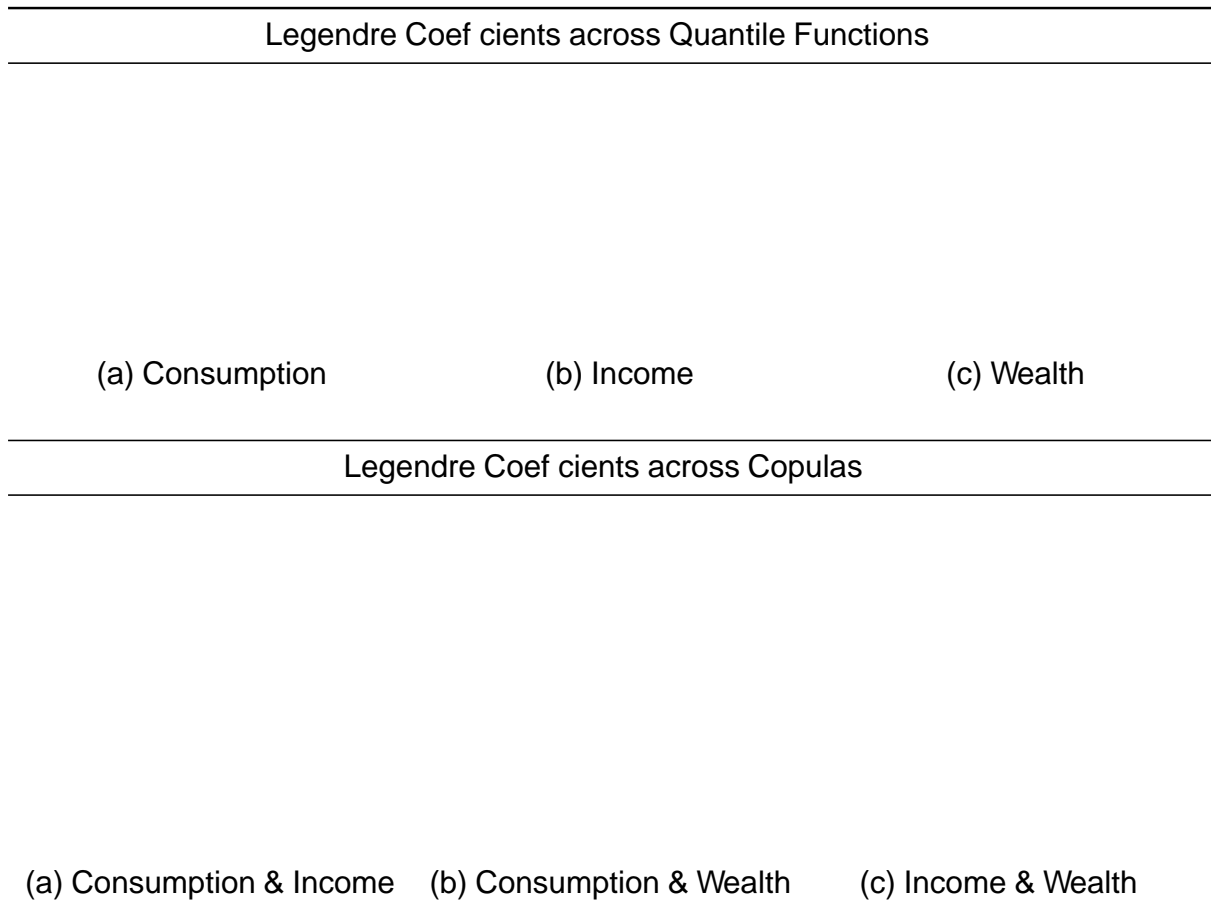 Legendre Coef cients across Quantile Functions
(a) Consumption (b) Income (c) Wealth
Legendre Coef cients across Copulas
(a) Consumption & Income (b) Consumption & Wealth (c) Income & Wealth